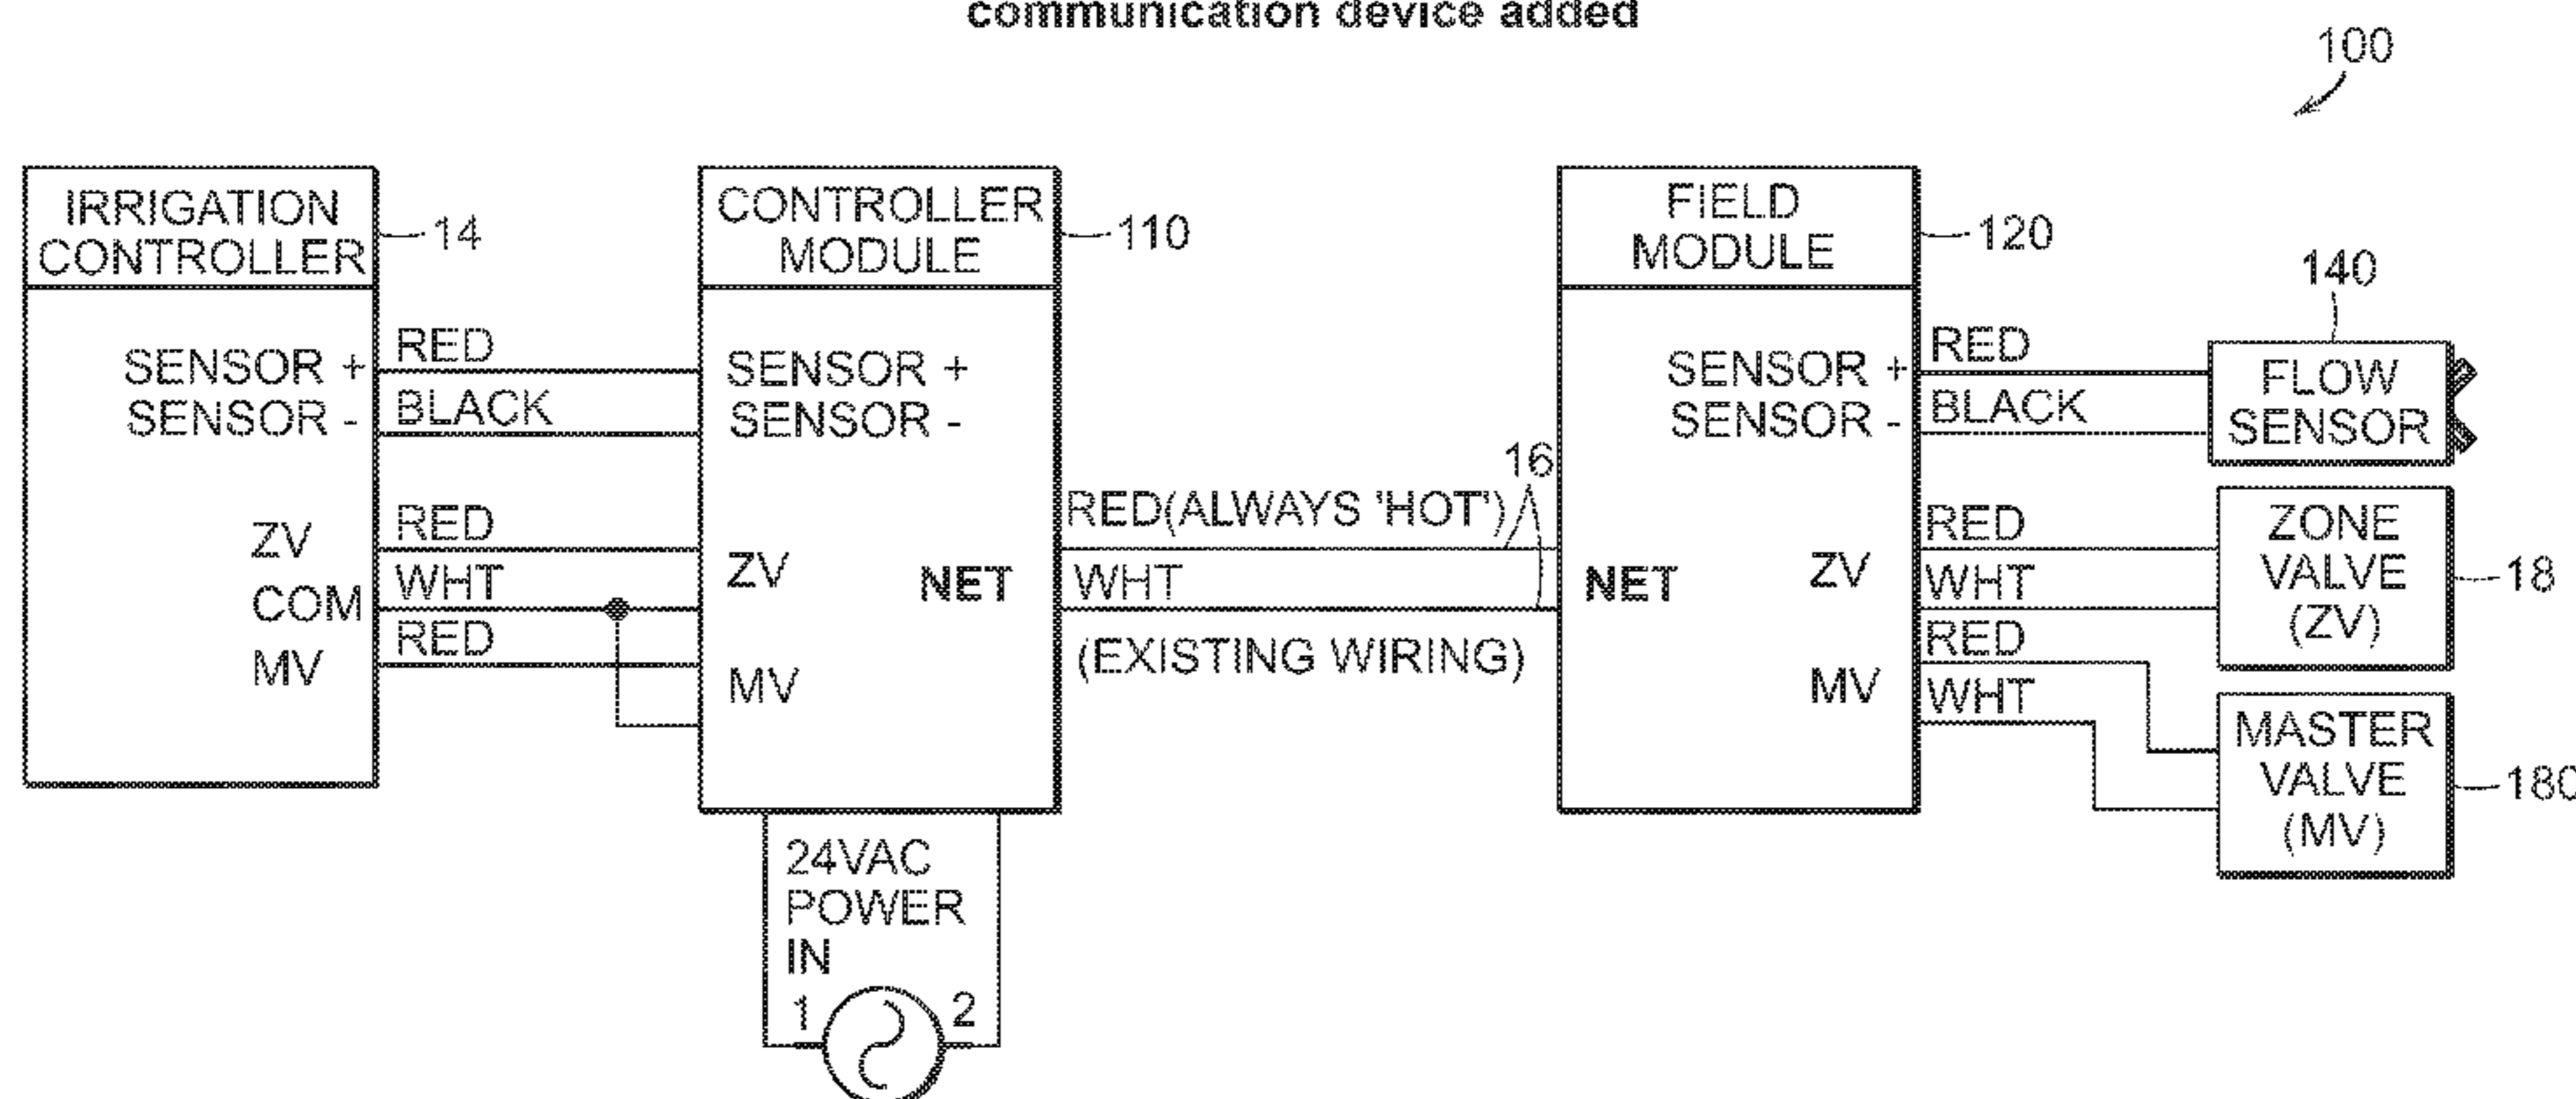 communication device added
100
IRRIGATION
CONTROLLER
14
SENSOR +
SENSOR -
ZV
COM
MV
RED
BLACK
RED
WHT
RED
CONTROLLER
MODULE
110
SENSOR +
SENSOR -
ZV
NET
MV
24VAC
POWER
IN
1
2
RED(ALWAYS 'HOT')
16
WHT
(EXISTING WIRING)
FIELD
MODULE
120
SENSOR +
SENSOR -
NET
ZV
MV
RED
BLACK
RED
WHT
RED
WHT
140
FLOW
SENSOR
ZONE
VALVE
(ZV)
18
MASTER
VALVE
(MV)
180